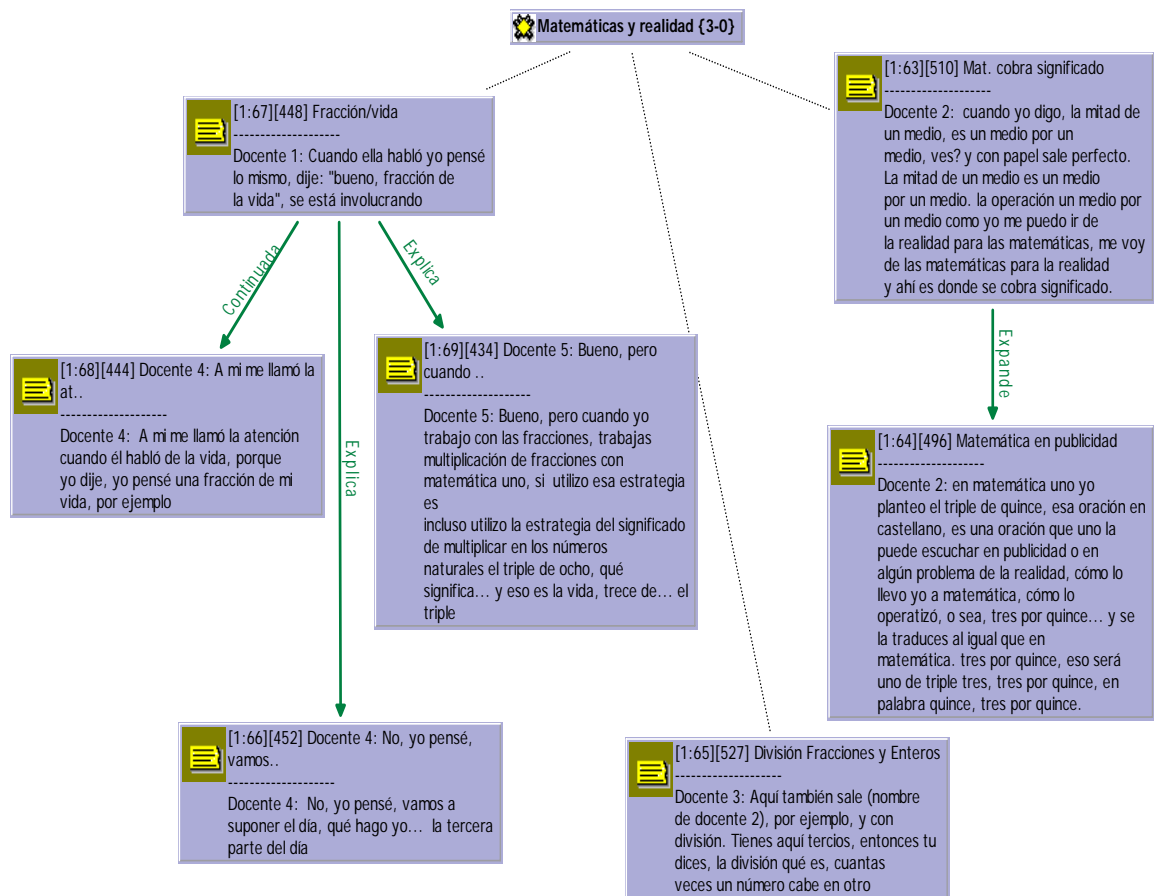 Matemáticas y realidad {3-0}
[1:67][448] Fracción/vida
--------------------
Docente 1: Cuando ella habló yo pensé
lo mismo, dije: "bueno, fracción de
la vida", se está involucrando
[1:63][510] Mat. cobra significado
--------------------
Docente 2:  cuando yo digo, la mitad de
un medio, es un medio por un
medio, ves? y con papel sale perfecto.
La mitad de un medio es un medio
por un medio. la operación un medio por
un medio como yo me puedo ir de
la realidad para las matemáticas, me voy
de las matemáticas para la realidad
y ahí es donde se cobra significado.
Continuada
Explica
Explica
Expande
[1:68][444] Docente 4: A mi me llamó la
at..
--------------------
Docente 4:  A mi me llamó la atención
cuando él habló de la vida, porque
yo dije, yo pensé una fracción de mi
vida, por ejemplo
[1:69][434] Docente 5: Bueno, pero
cuando ..
--------------------
Docente 5: Bueno, pero cuando yo
trabajo con las fracciones, trabajas
multiplicación de fracciones con
matemática uno, si  utilizo esa estrategia
es
incluso utilizo la estrategia del significado
de multiplicar en los números
naturales el triple de ocho, qué
significa... y eso es la vida, trece de... el
triple
[1:64][496] Matemática en publicidad
--------------------
Docente 2: en matemática uno yo
planteo el triple de quince, esa oración en
castellano, es una oración que uno la
puede escuchar en publicidad o en
algún problema de la realidad, cómo lo
llevo yo a matemática, cómo lo
operatizó, o sea, tres por quince... y se
la traduces al igual que en
matemática. tres por quince, eso será
uno de triple tres, tres por quince, en
palabra quince, tres por quince.
[1:66][452] Docente 4: No, yo pensé,
vamos..
--------------------
Docente 4:  No, yo pensé, vamos a
suponer el día, qué hago yo... la tercera
parte del día
[1:65][527] División Fracciones y Enteros
--------------------
Docente 3: Aquí también sale (nombre
de docente 2), por ejemplo, y con
división. Tienes aquí tercios, entonces tu
dices, la división qué es, cuantas
veces un número cabe en otro